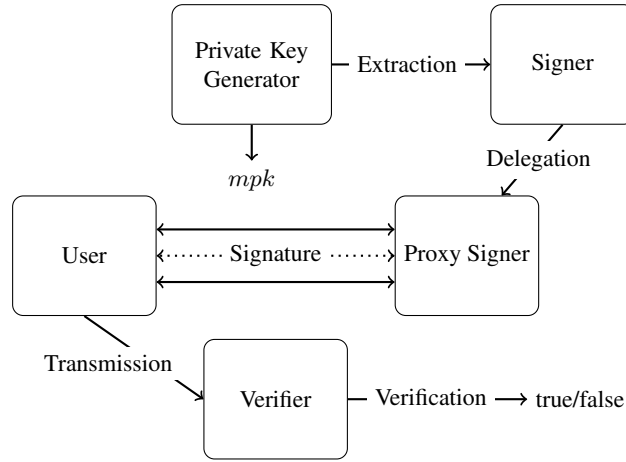 Private Key
Generator
Extraction
Signer
Delegation
mpk
User
Signature
Proxy Signer
Transmission
Verifier
Verification
true/false